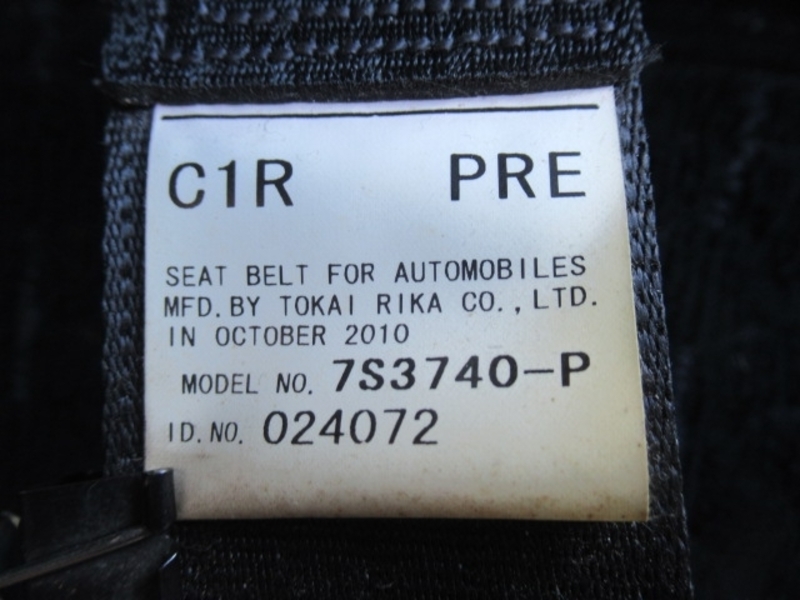 C1R PRE
SEAT BELT FOR AUTOMOBILES
MFD. BY TOKAI RIKA CO., LTD.
IN OCTOBER 2010
MODEL NO. 7S3740-P
ID. NO. 024072